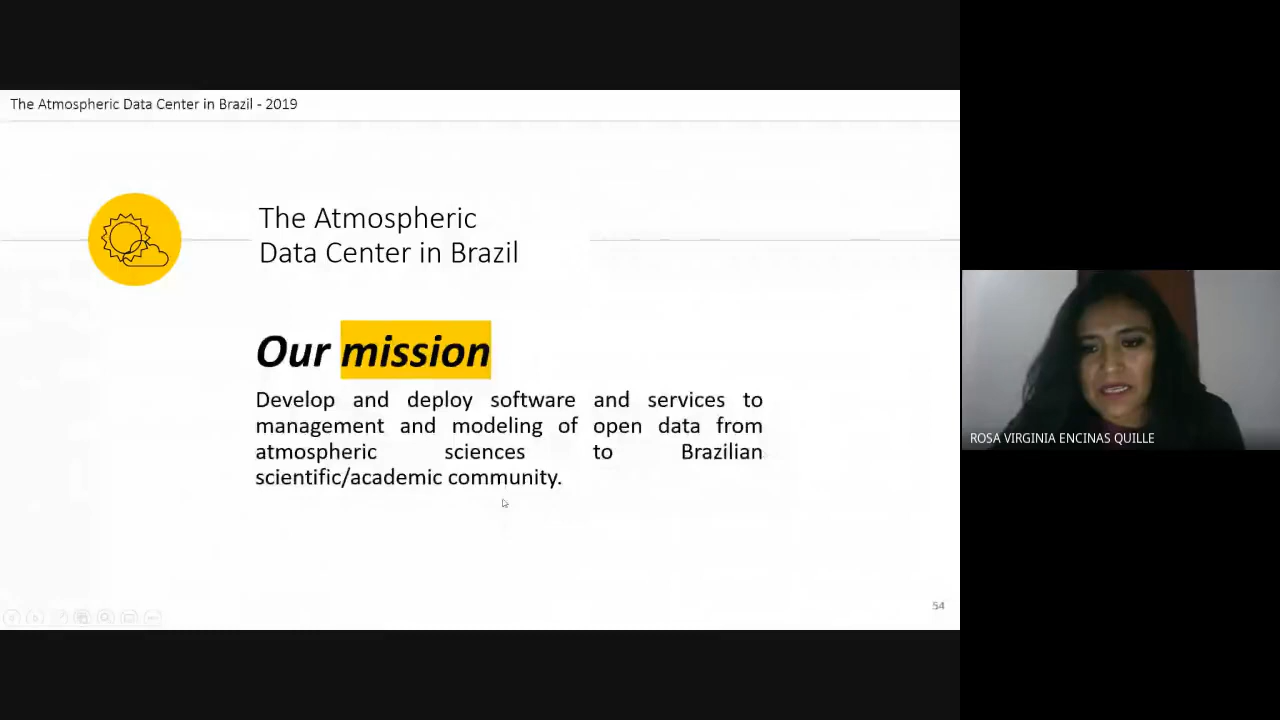 The Atmospheric Data Center in Brazil - 2019
The Atmospheric
Data Center in Brazil
Our mission
Develop and deploy software and services to
management and modeling of open data from
atmospheric sciences to Brazilian
scientific/academic community.
54
ROSA VIRGINIA ENCINAS QUILLE